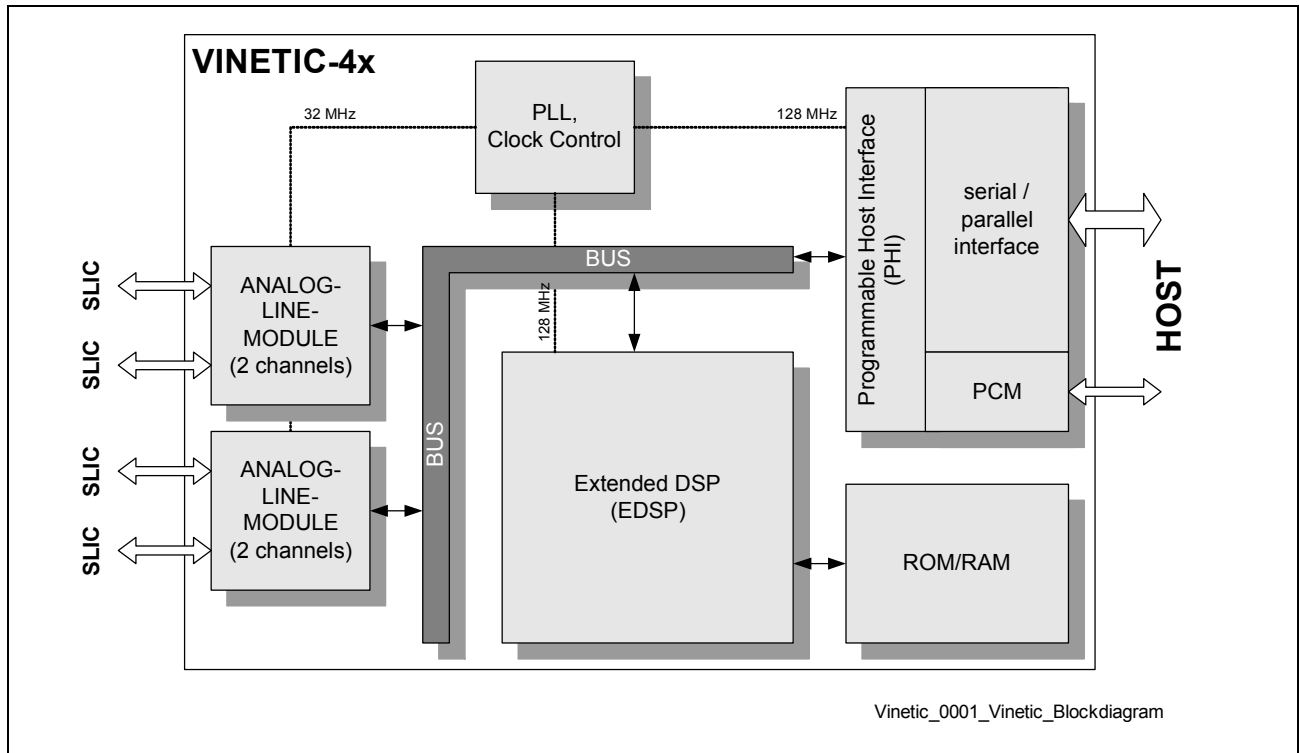 VINETIC-4x
32 MHz
PLL,
Clock Control
128 MHz
Programmable Host Interface
(PHI)
serial /
parallel
interface
PCM
HOST
SLIC
SLIC
SLIC
SLIC
ANALOG-
LINE-
MODULE
(2 channels)
ANALOG-
LINE-
MODULE
(2 channels)
BUS
BUS
128 MHz
Extended DSP
(EDSP)
ROM/RAM
Vinetic_0001_Vinetic_Blockdiagram